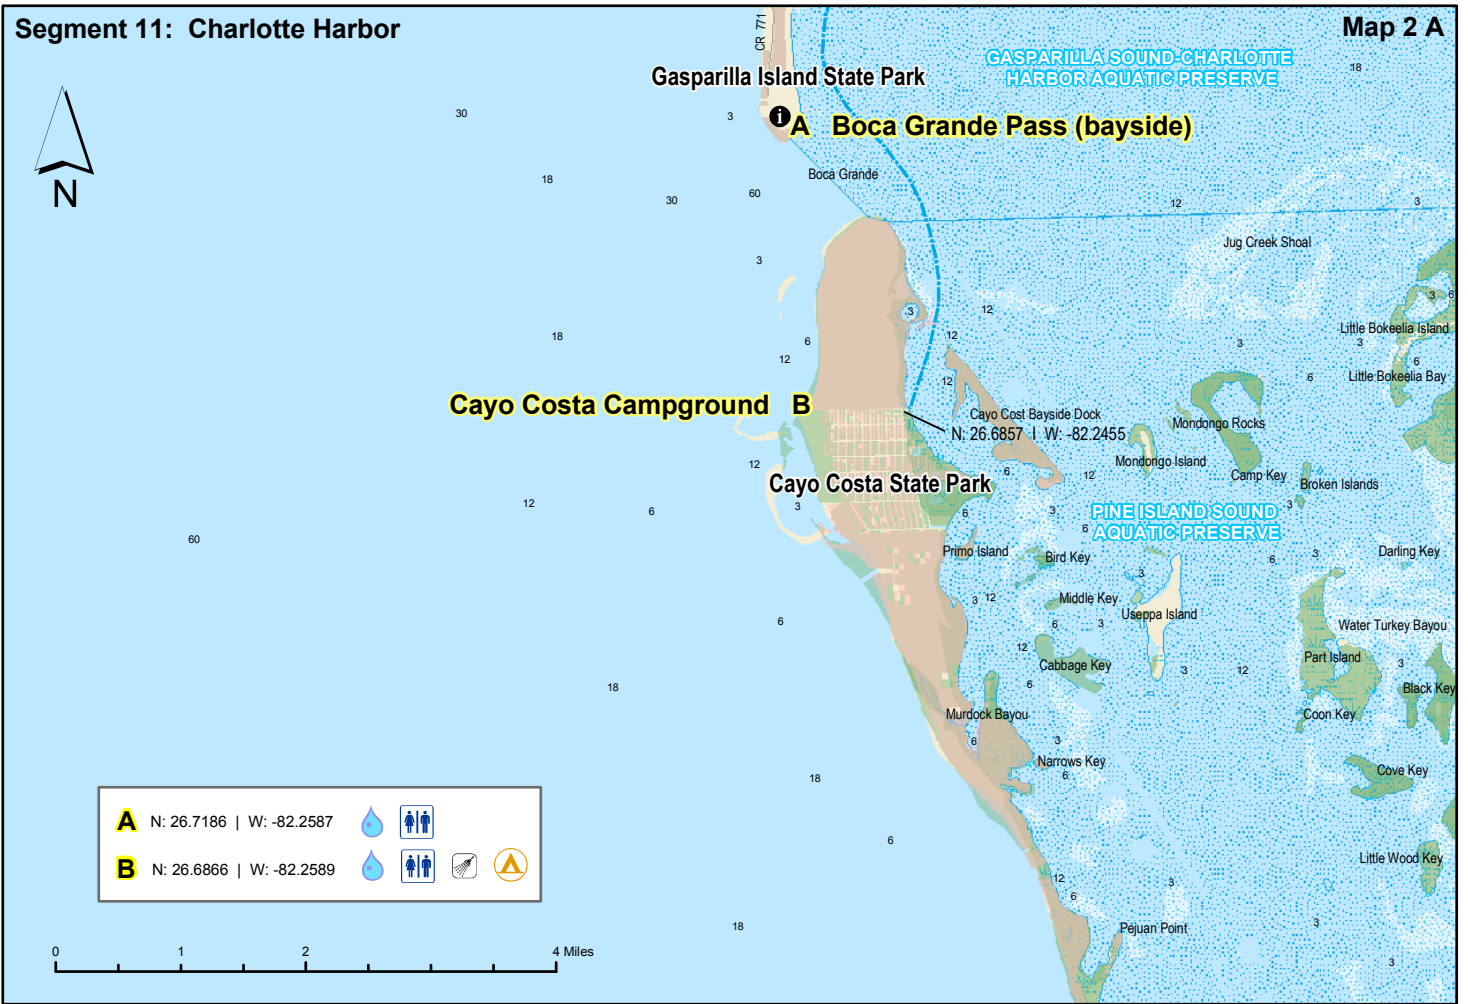 Segment 11: Charlotte Harbor
Map 2 A
CR 771
GASPARILLA SOUND-CHARLOTTE
HARBOR AQUATIC PRESERVE
18
Gasparilla Island State Park
30
3
i
A Boca Grande Pass (bayside)
N
18
30
60
Boca Grande
12
3
Jug Creek Shoal
3
3
6
12
3
18
6
12
12
Little Bokeelia Island
3
3
12
6
Little Bokeelia Bay
6
Cayo Costa Campground B
Cayo Cost Bayside Dock
N: 26.6857 | W: -82.2455
Mondongo Rocks
Mondongo Island
12
6
12
Camp Key
Broken Islands
Cayo Costa State Park
12
6
3
6
3
3
PINE ISLAND SOUND
AQUATIC PRESERVE
6
60
Primo Island
Bird Key
6
3
Darling Key
3
3
12
Middle Key
Useppa Island
6
6
3
Water Turkey Bayou
12
Cabbage Key
Part Island
3
3
12
18
6
Black Key
Murdock Bayou
Coon Key
6
3
Narrows Key
6
Cove Key
18
A N: 26.7186 | W: -82.2587
B N: 26.6866 | W: -82.2589
6
Little Wood Key
12
6
3
18
Pejuan Point
3
3
0 1 2 4 Miles